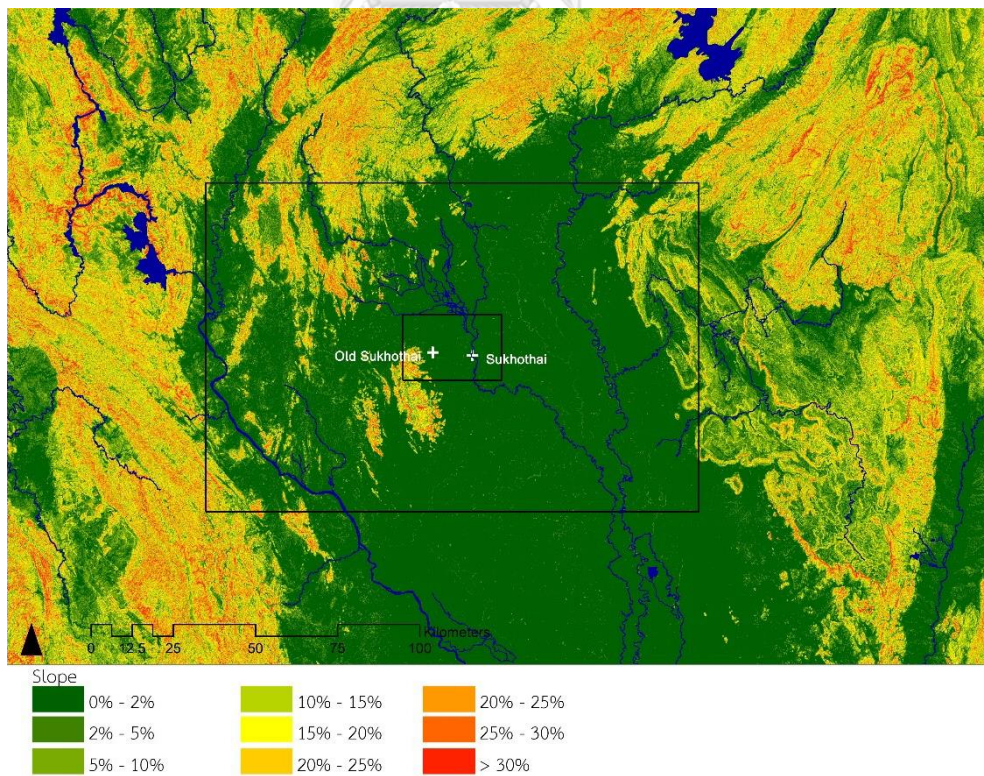 Old Sukhothai Sukhothai
Kilometers
0 12.5 25 50 75 100
Slope
0% - 2% 10% - 15% 20% - 25%
2% - 5% 15% - 20% 25% - 30%
5% - 10% 20% - 25% > 30%